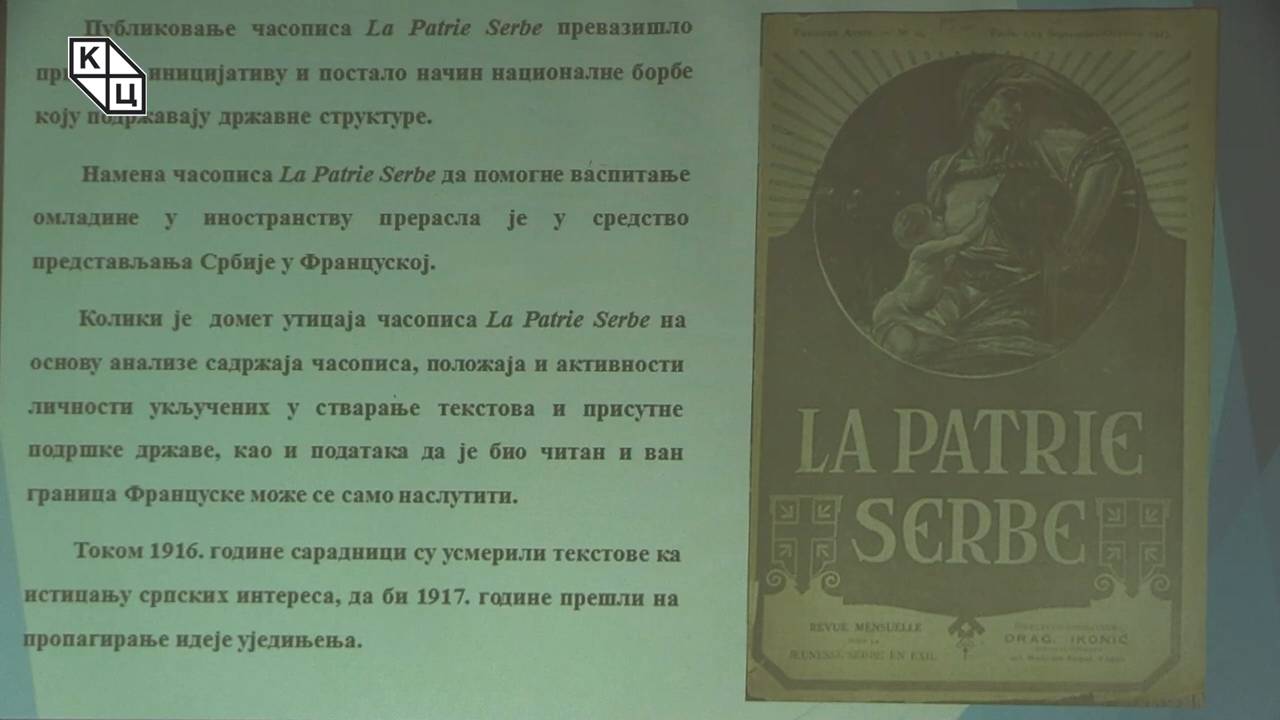 Публиковање часописа La Patrie Serbe превазишло
иницијативу и постало начин националне борбе
коју подржавају државне структуре.
Намена часописа La Patrie Serbe да помогне васпитање
омладине у иностранству прерасла је у средство
представљања Србије у Француској.
Колики је домет утицаја часописа La Patrie Serbe на
основу анализе садржаја часописа, положаја и активности
личности укључених у стварање текстова и присутне
подршке државе, као и података да је био читан и ван
граница Француске може се само наслутити.
Током 1916. године сарадници су усмерили текстове ка
истицању српских интереса, да би 1917. године прешли на
пропагирање идеје уједињења.
К
Ц
LA PATRIE
SERBE
REVUE MENSUELLE
JEUNESSE SERBE EN EXIL
DRAG. IKONIĆ